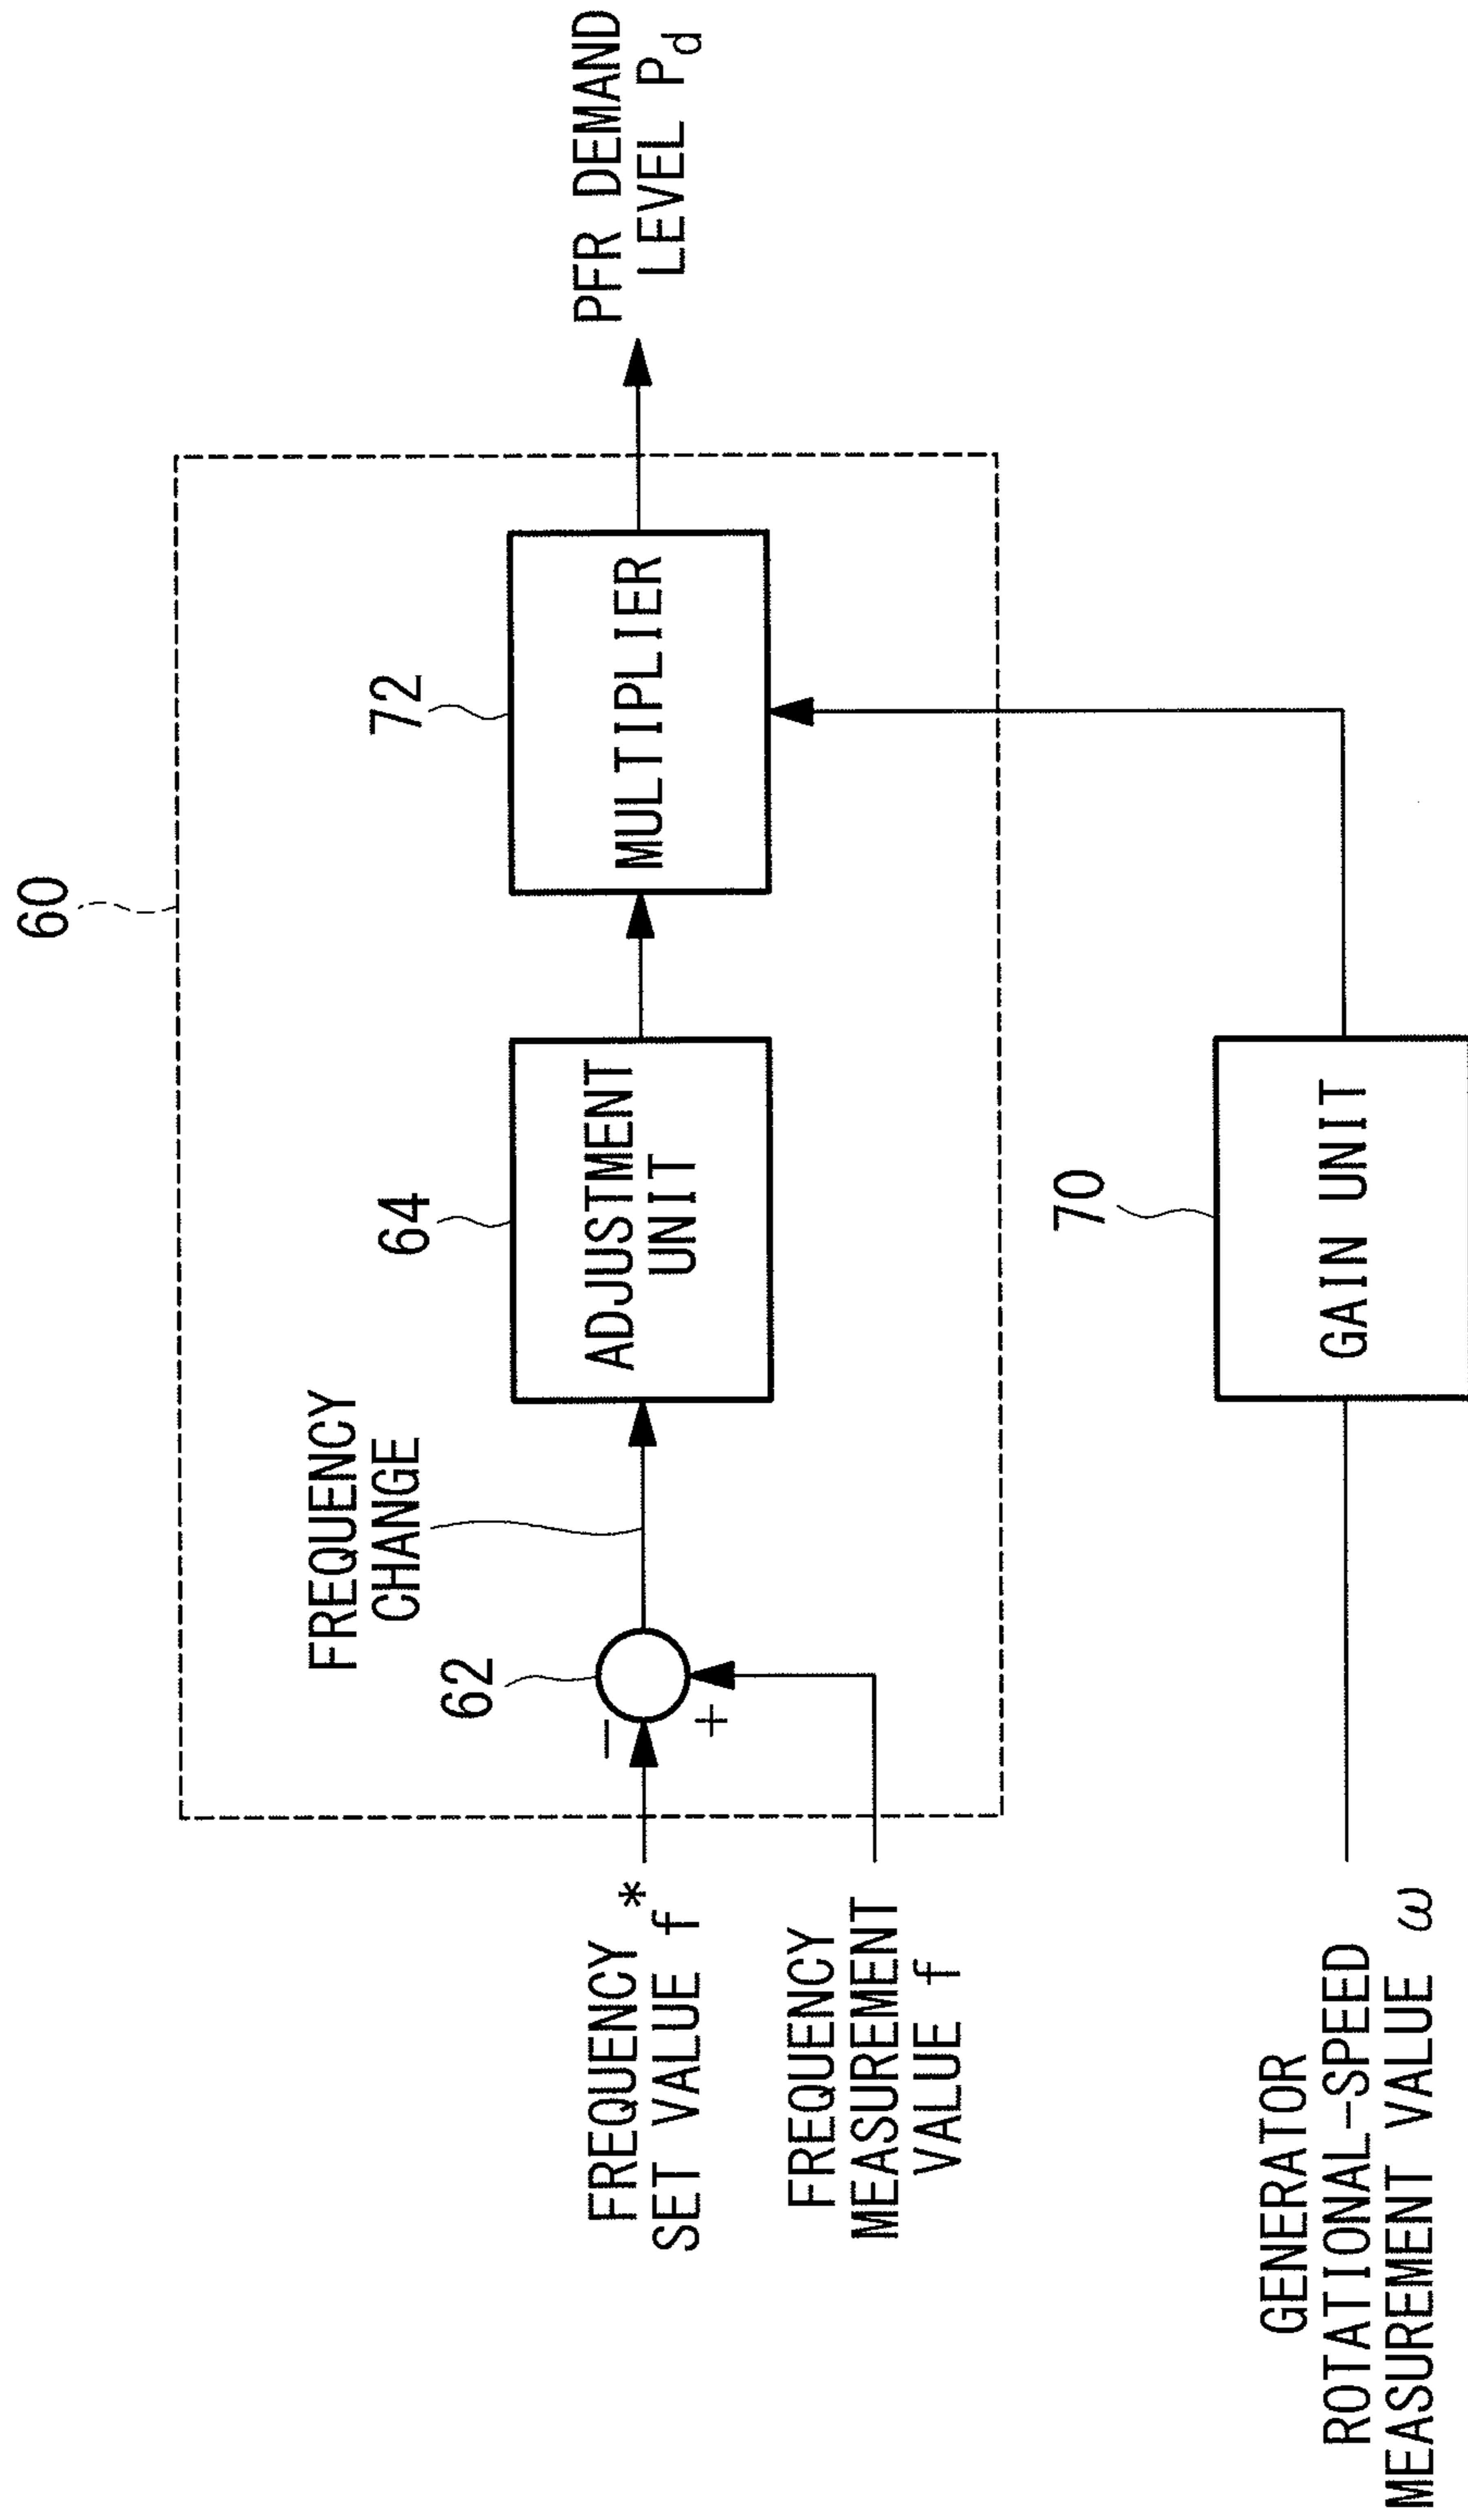 60
72
PFR DEMAND
LEVEL Pd
MULTIPLIER
64
ADJUSTMENT
UNIT
FREQUENCY
CHANGE
62
−
+
FREQUENCY
SET VALUE f*
FREQUENCY
MEASUREMENT
VALUE f
70
GAIN UNIT
GENERATOR
ROTATIONAL-SPEED
MEASUREMENT VALUE ω